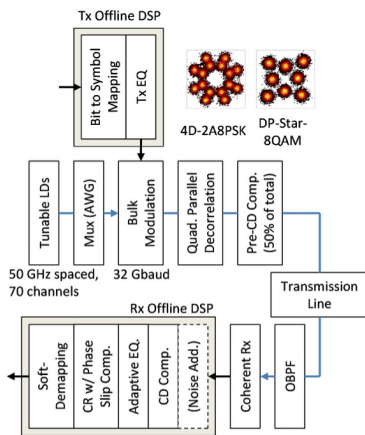 Tx Offline DSP
Bit to Symbol
Mapping
Tx EQ
4D-2A8PSK
DP-Star-
8QAM
Tunable LDs
Mux (AWG)
Bulk
Modulation
Quad. Parallel
Decorrelation
Pre-CD Comp.
(50% of total)
50 GHz spaced,
70 channels
32 Gbaud
Transmission
Line
Rx Offline DSP
Soft-
Demapping
CR w/ Phase
Slip Comp.
Adaptive EQ.
CD Comp.
(Noise Add.)
Coherent Rx
OBPF